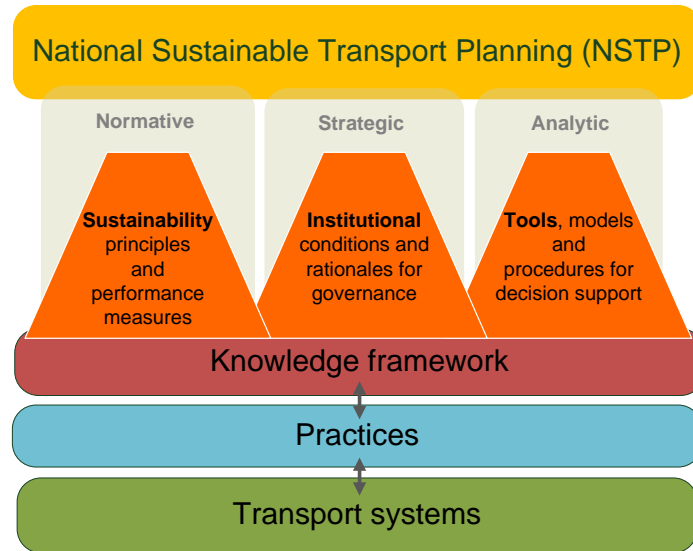 National Sustainable Transport Planning (NSTP)
Normative
Strategic
Analytic
Sustainability
principles
and
performance
measures
Institutional
conditions and
rationales for
governance
Tools, models
and
procedures for
decision support
Knowledge framework
Practices
Transport systems